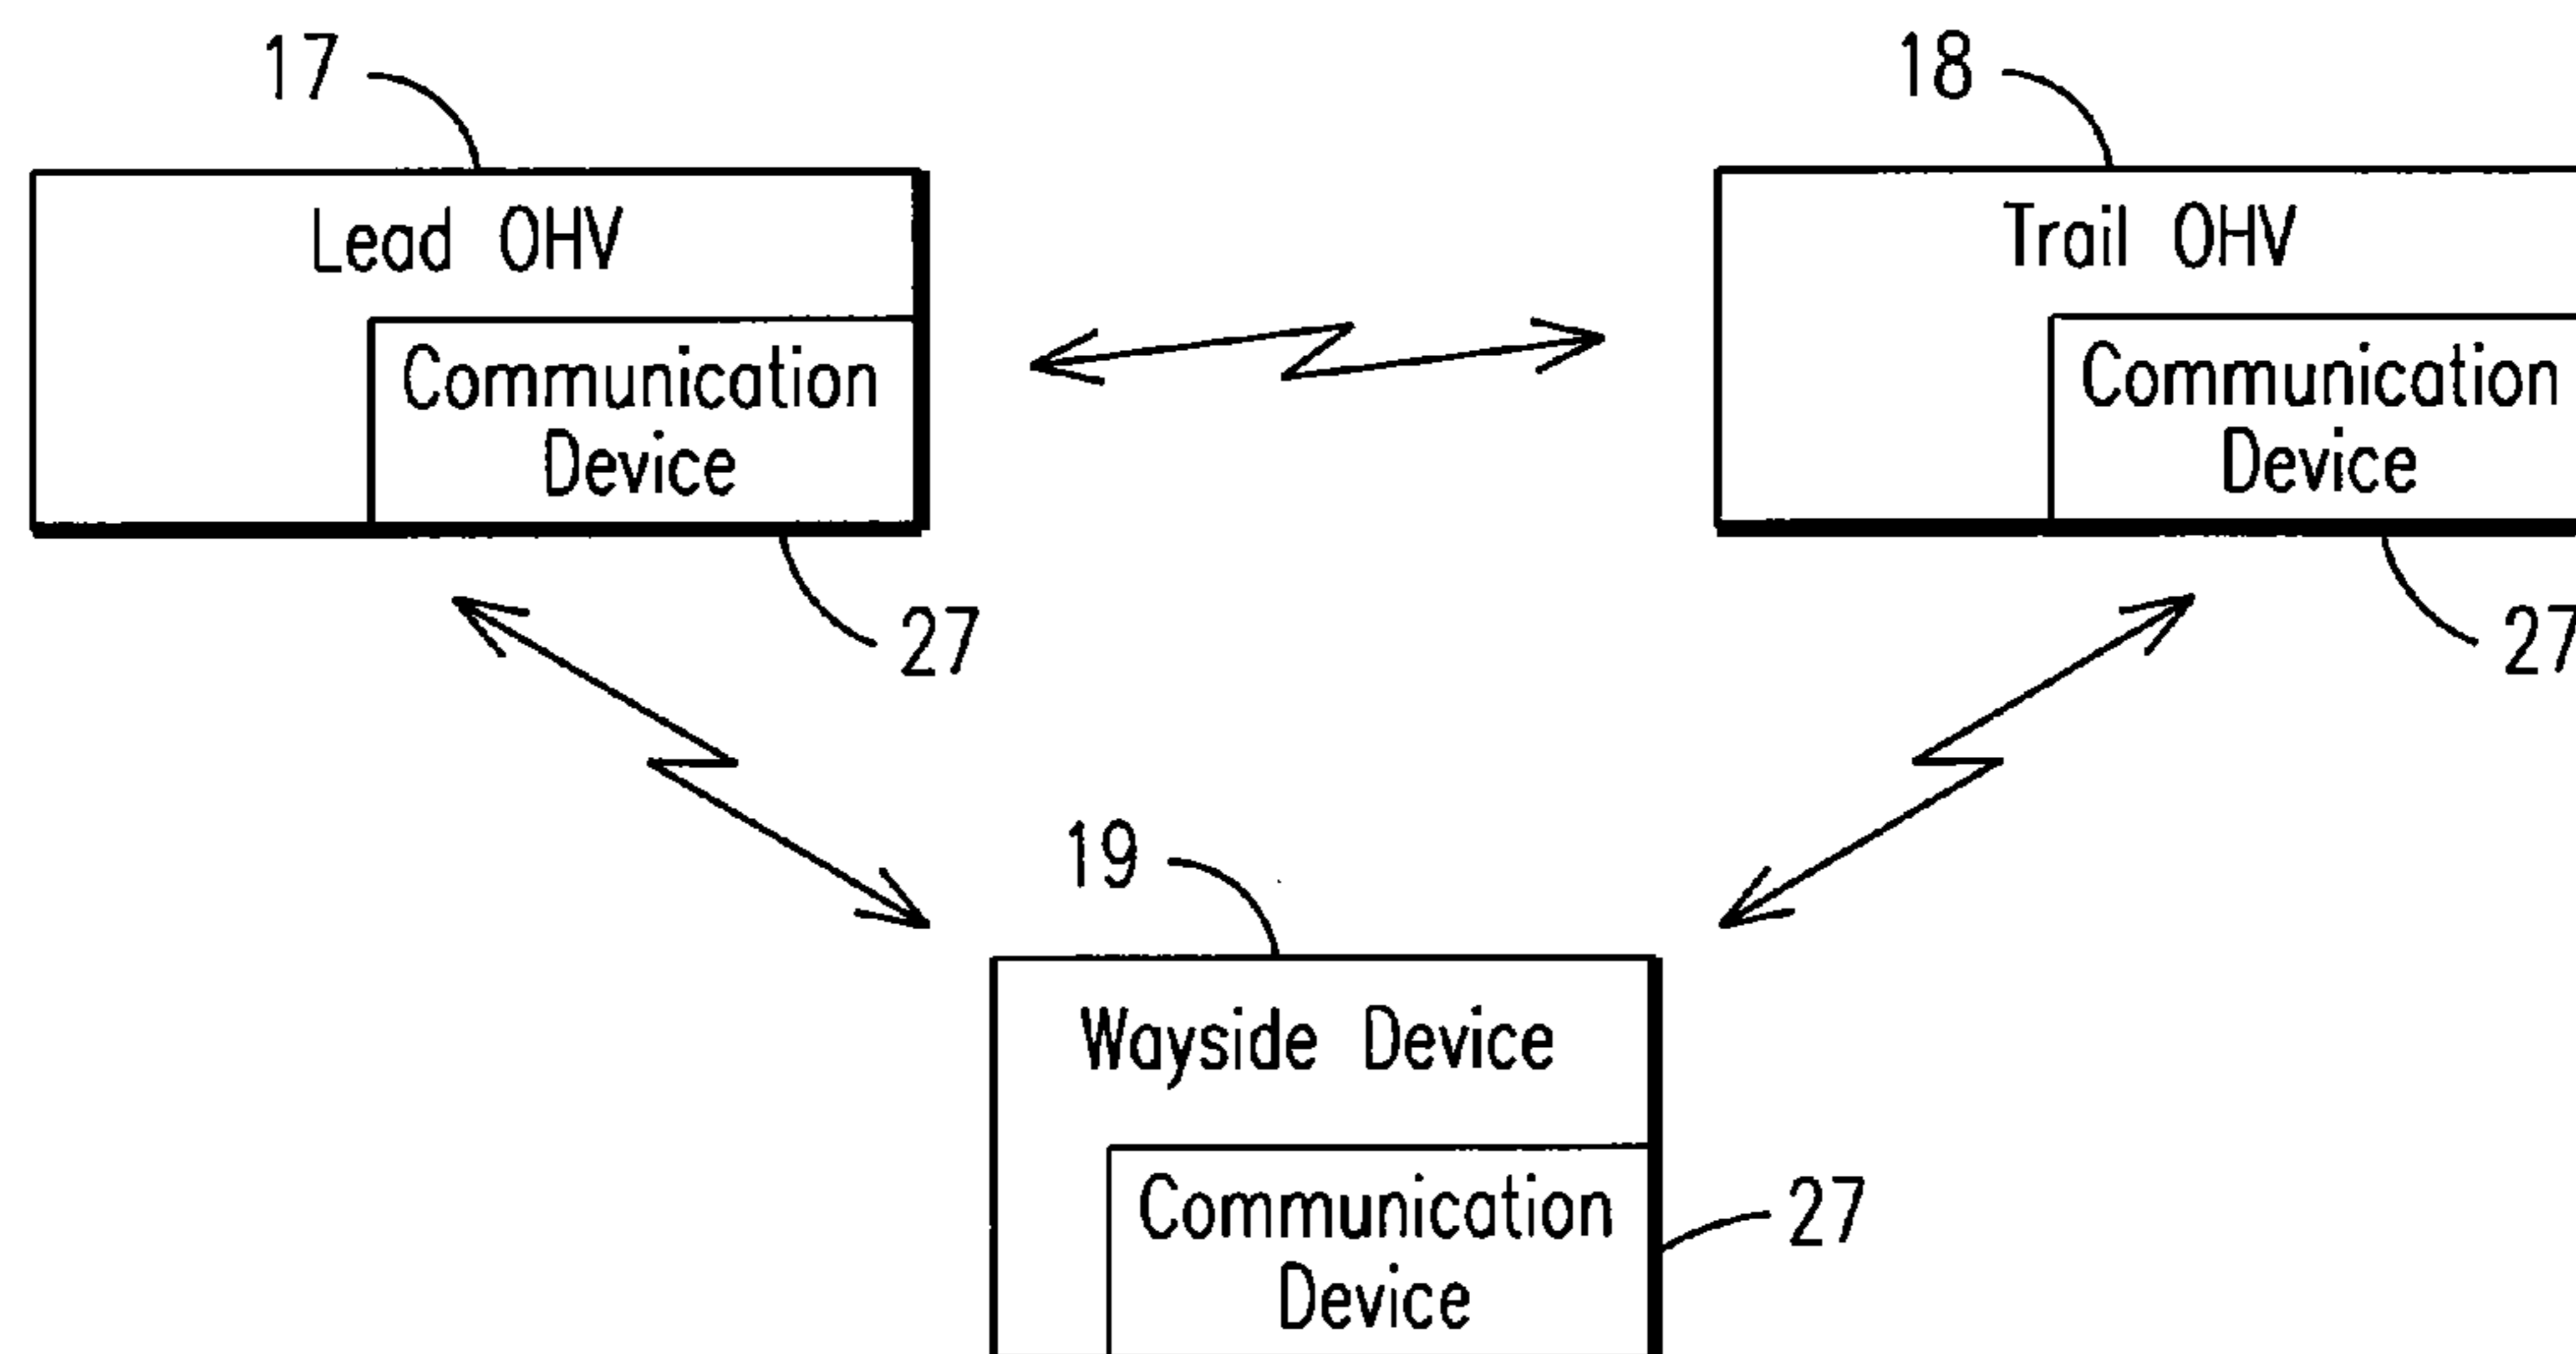 17
18
Lead OHV
Trail OHV
Communication
Device
Communication
Device
27
27
19
Wayside Device
Communication
Device
27